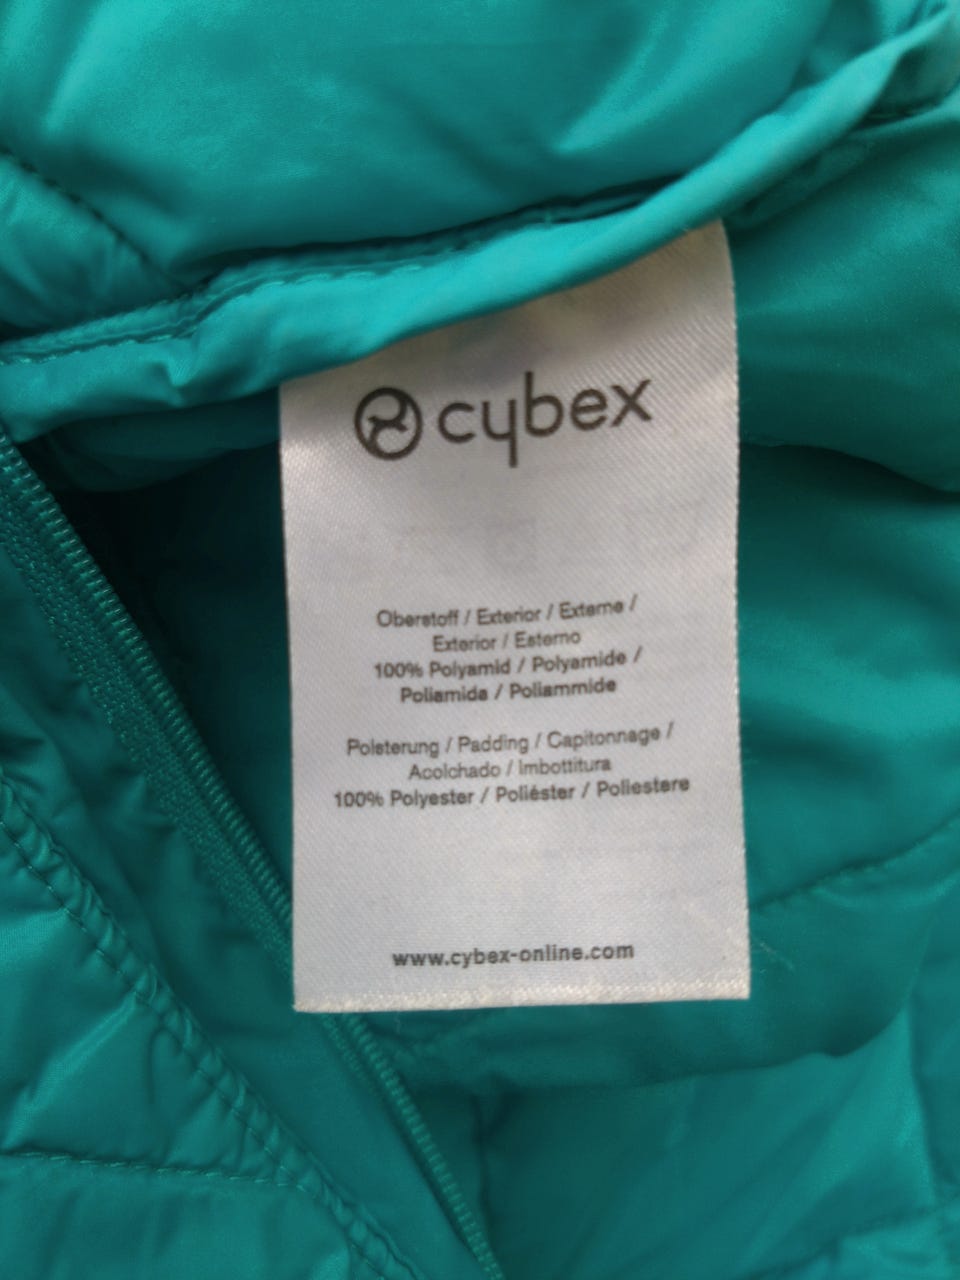 cybex
Oberstoff / Exterior / Externe /
Exterior / Esterno
100% Polyamid / Polyamide /
Poliamida / Poliammide
Polsterung / Padding / Capitonnage /
Acolchado / Imbottitura
100% Polyester / Poliéster / Poliestere
www.cybex-online.com